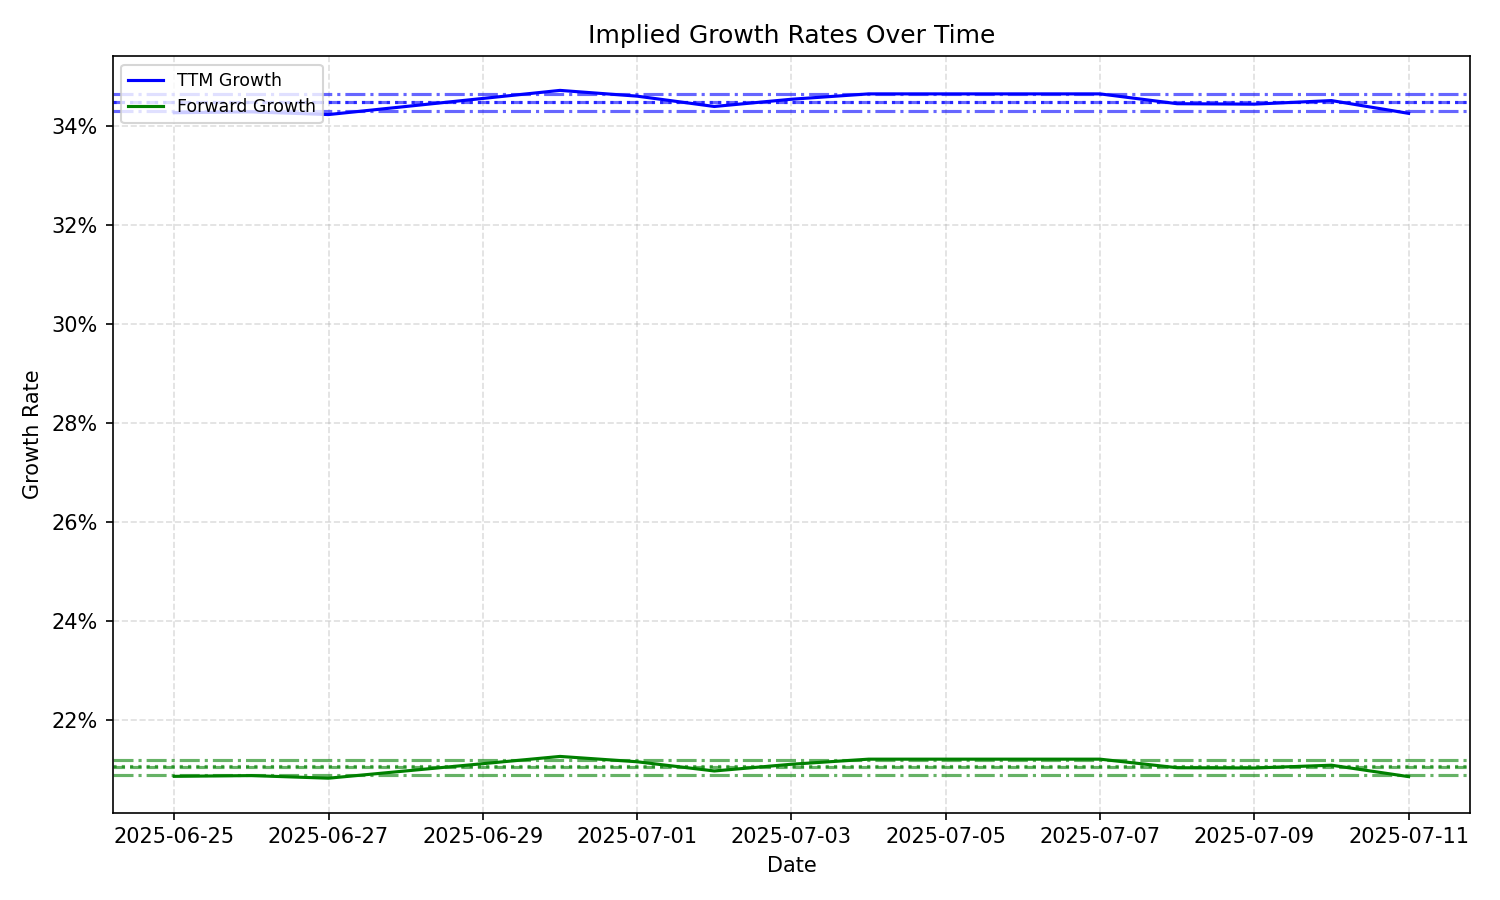 Implied Growth Rates Over Time
TTM Growth
Forward Growth
34%
32%
30%
28%
26%
24%
22%
Growth Rate
2025-06-25 2025-06-27 2025-06-29 2025-07-01 2025-07-03 2025-07-05 2025-07-07 2025-07-09 2025-07-11
Date